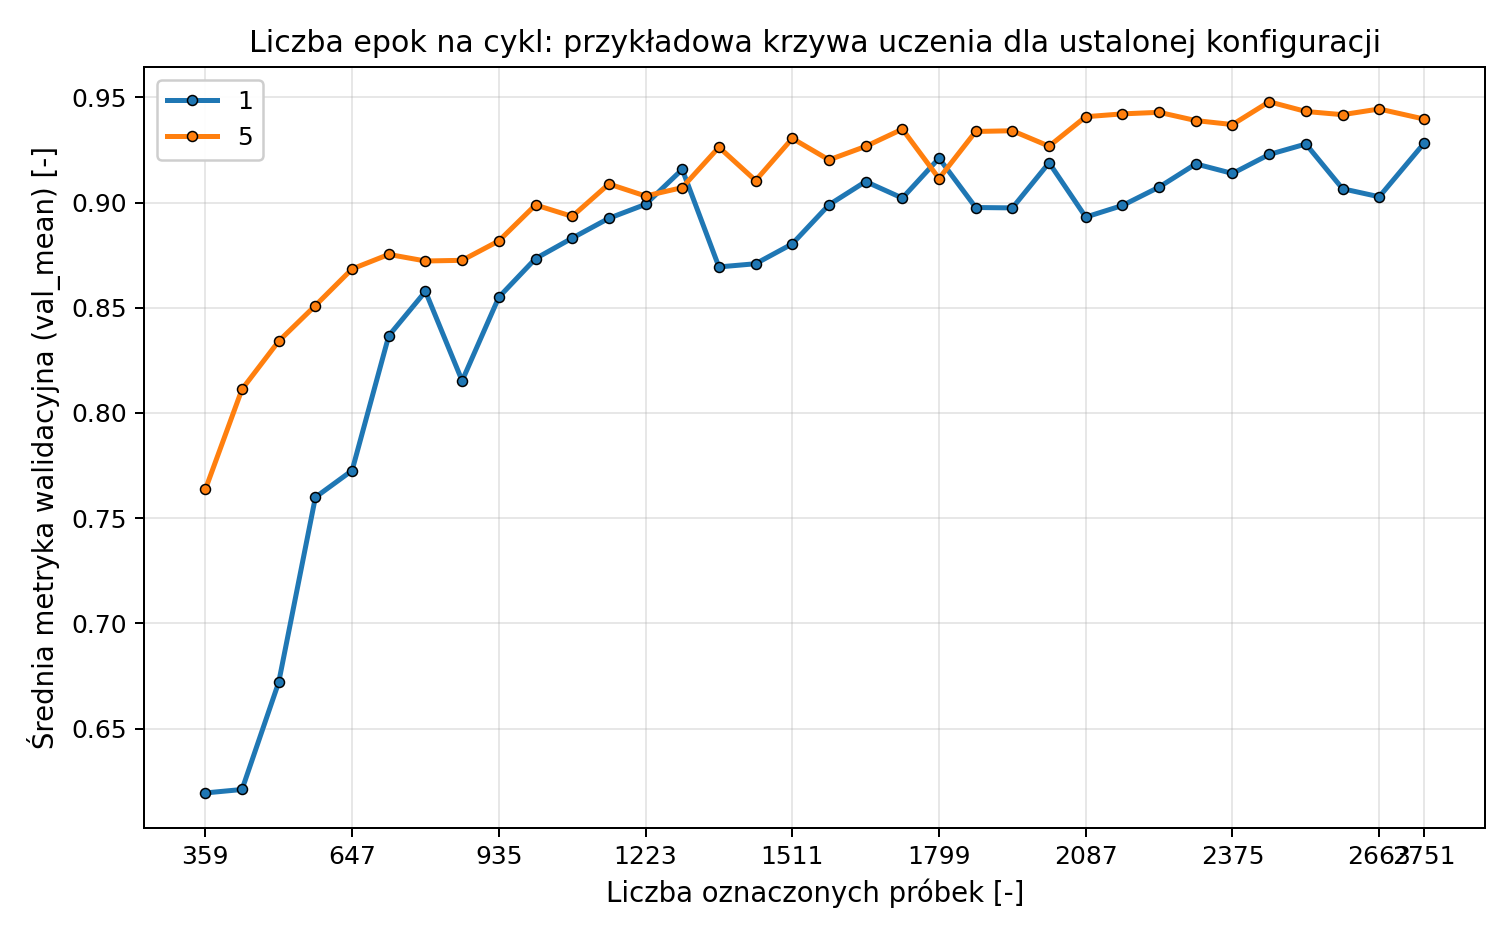 Liczba epok na cykl: przykładowa krzywa uczenia dla ustalonej konfiguracji
1
5
Średnia metryka walidacyjna (val_mean) [-]
0.95
0.90
0.85
0.80
0.75
0.70
0.65
359 647 935 1223 1511 1799 2087 2375 2663 2751
Liczba oznaczonych próbek [-]